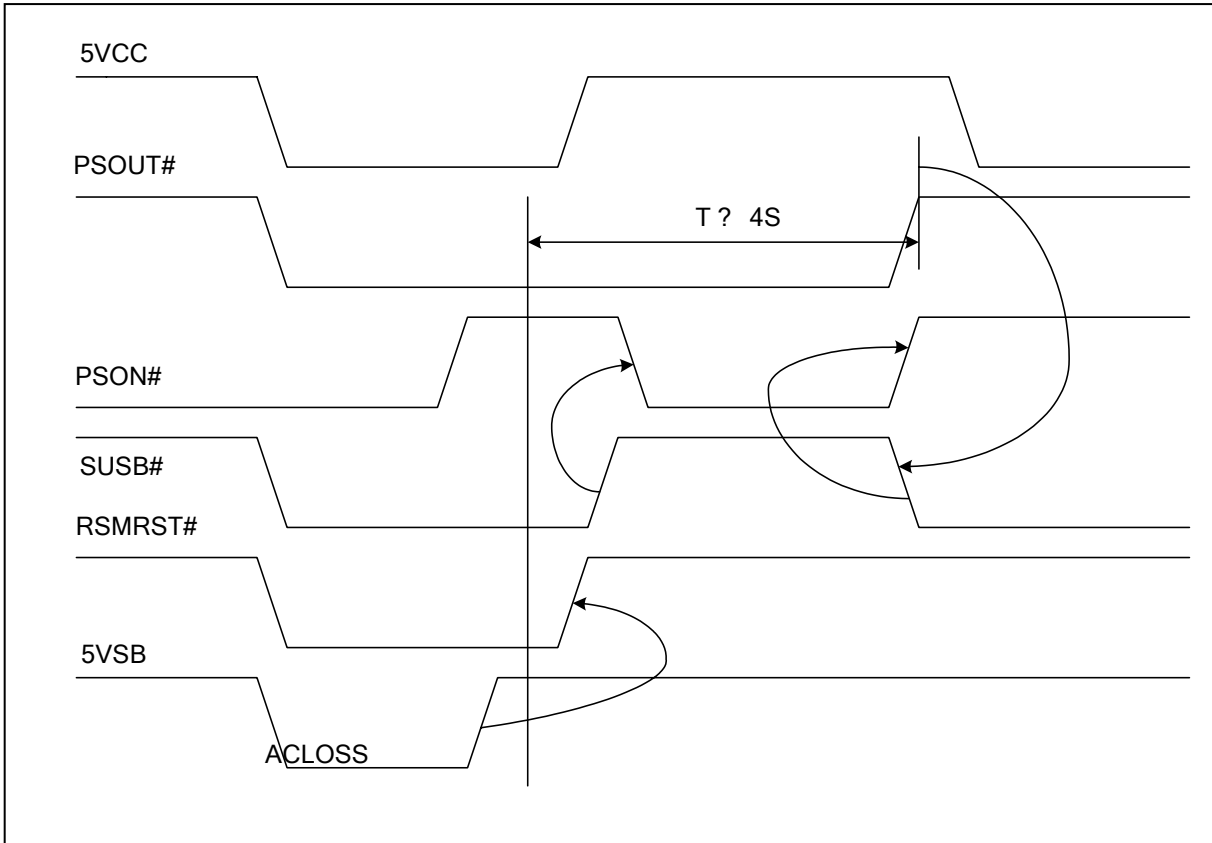 5VCC
PSOUT#
T ? 4S
PSON#
SUSB#
RSMRST#
5VSB
ACLOSS